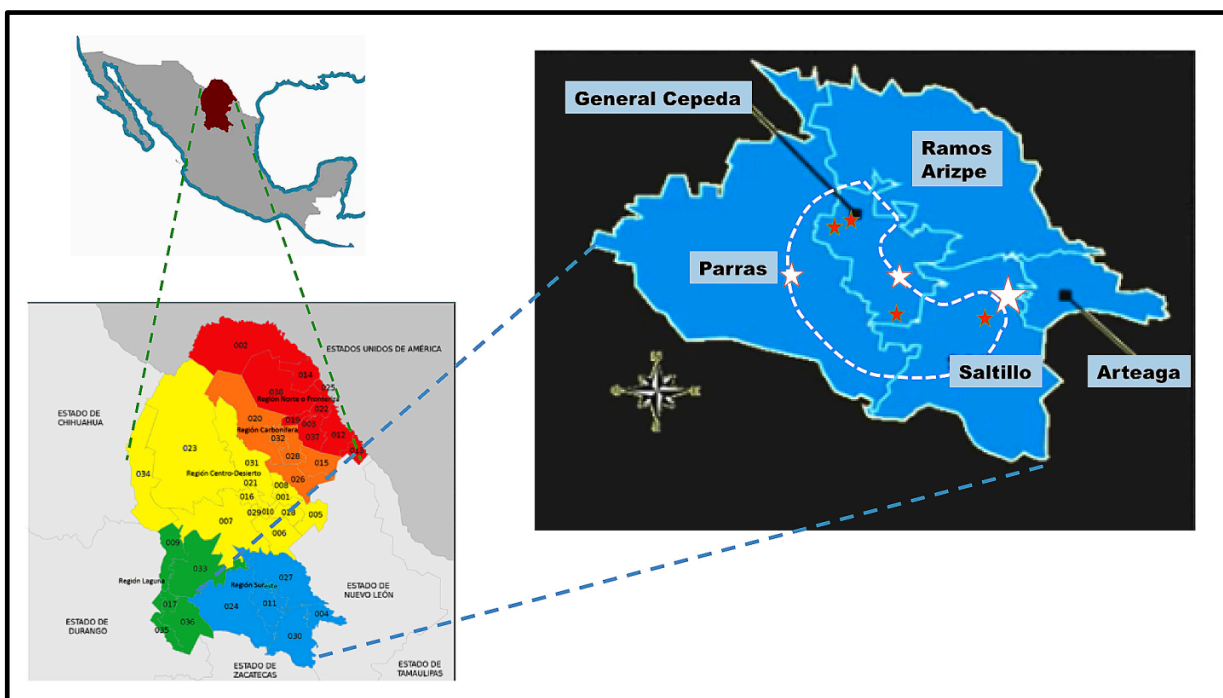 General Cepeda
Ramos
Arizpe
Parras
Saltillo
Arteaga
ESTADOS UNIDOS DE AMÉRICA
ESTADO DE
CHIHUAHUA
002
014
025
Región Norte o Fronteriza
022
019
003
020
Región Carbonífera
037
012
032
023
028
015
031
Región Centro-Desierto
034
021
026
008
016
001
029
010
018
005
007
006
009
033
Región Sureste
027
Región Laguna
ESTADO DE
NUEVO LEÓN
017
024
011
004
ESTADO DE
DURANGO
036
035
030
ESTADO DE
ZACATECAS
ESTADO DE
TAMAULIPAS